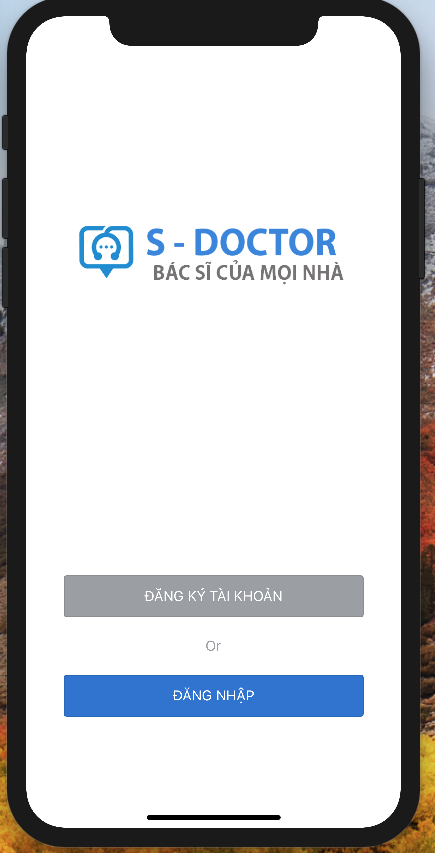 S - DOCTOR
BÁC SĨ CỦA MỌI NHÀ
ĐĂNG KÝ TÀI KHOẢN
Or
ĐĂNG NHẬP